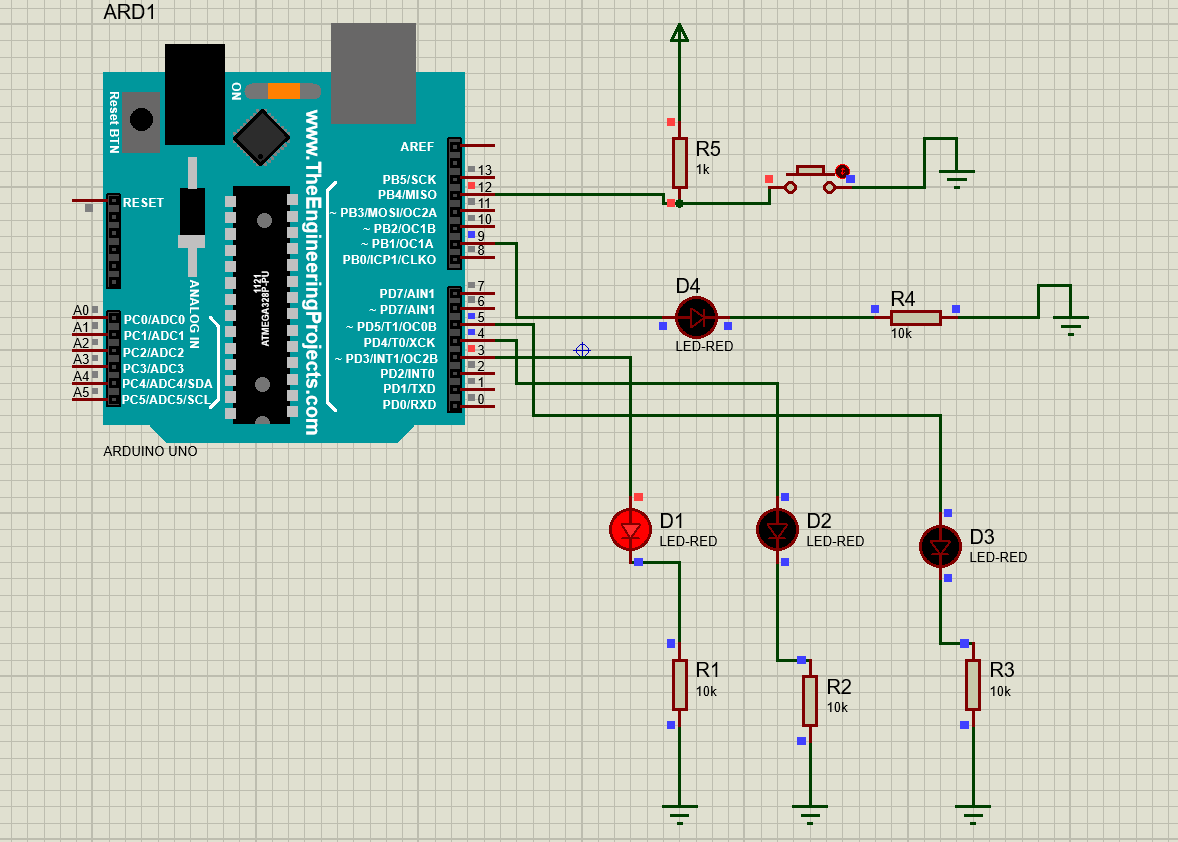 ARD1
ON
Reset BTN
www.TheEngineeringProjects.com
AREF
13
PB5/SCK
12
PB4/MISO
11
~ PB3/MOSI/OC2A
10
~ PB2/OC1B
9
~ PB1/OC1A
8
PB0/ICP1/CLKO
RESET
1121
ATMEGA328P-PU
ANALOG IN
7
PD7/AIN1
6
~ PD7/AIN1
5
~ PD5/T1/OC0B
4
PD4/T0/XCK
3
~ PD3/INT1/OC2B
2
PD2/INT0
1
PD1/TXD
0
PD0/RXD
A0
PC0/ADC0
A1
PC1/ADC1
A2
PC2/ADC2
A3
PC3/ADC3
A4
PC4/ADC4/SDA
A5
PC5/ADC5/SCL
ARDUINO UNO
R5
1k
D4
LED-RED
R4
10k
D1
LED-RED
D2
LED-RED
D3
LED-RED
R1
10k
R2
10k
R3
10k